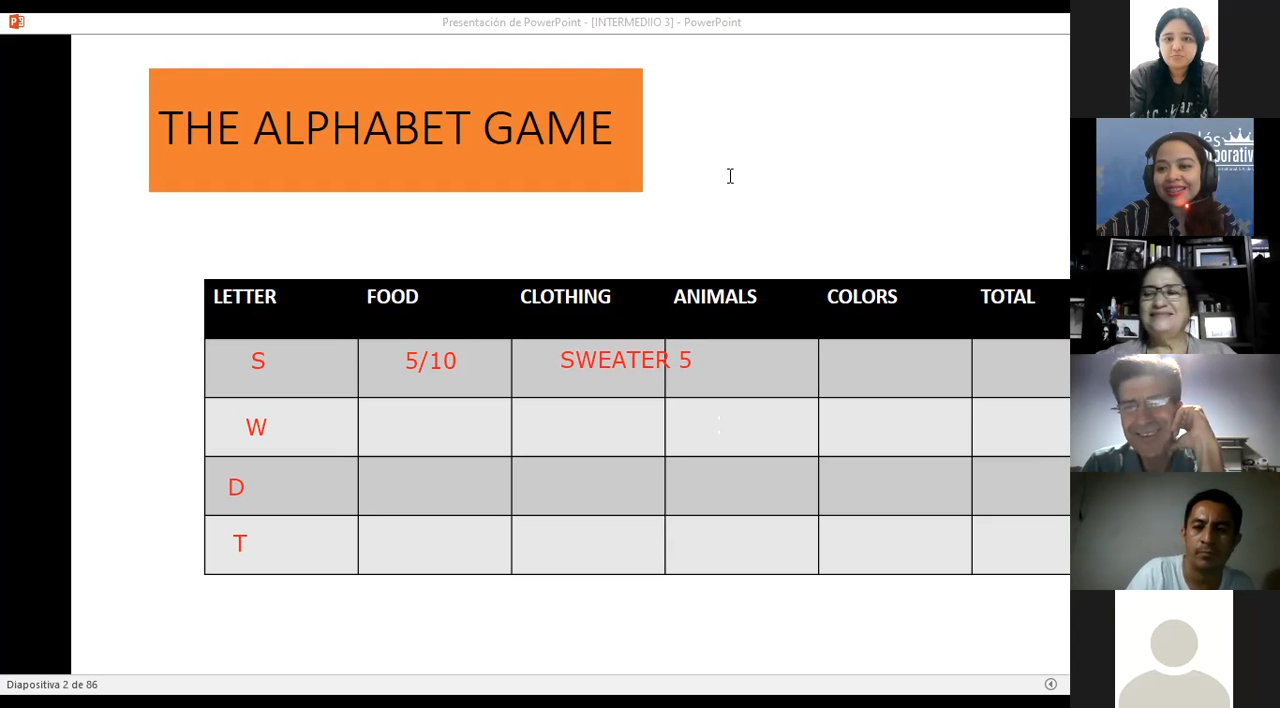 Presentación de PowerPoint - [INTERMEDIIO 3] - PowerPoint
THE ALPHABET GAME
LETTER FOOD CLOTHING ANIMALS COLORS TOTAL
S 5/10 SWEATER 5
W
D
T
Diapositiva 2 de 86